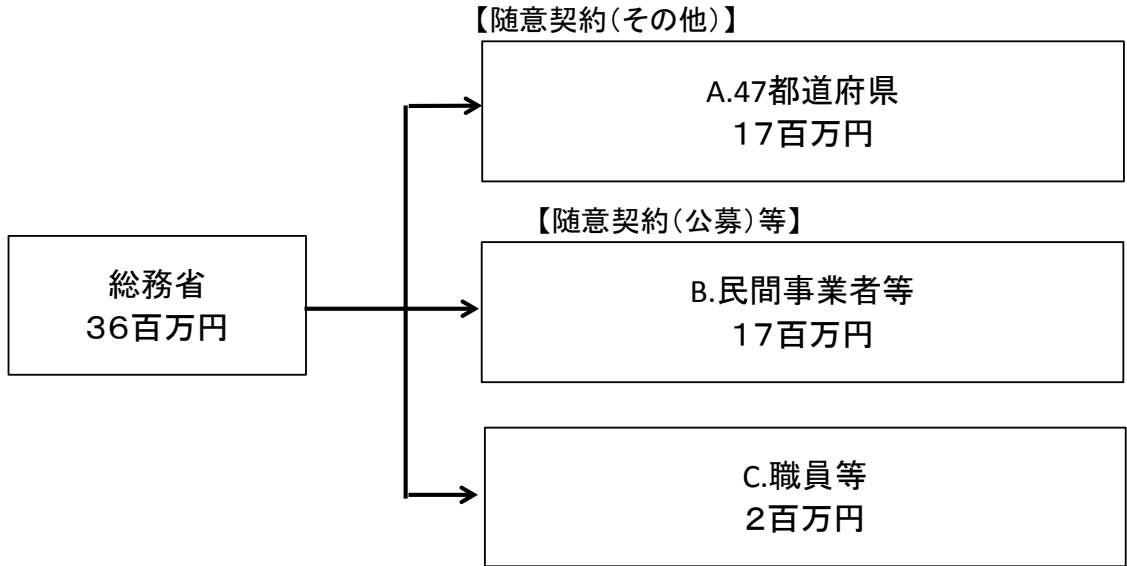 【随意契約(その他)】
A.47都道府県
17百万円
総務省
36百万円
【随意契約(公募)等】
B.民間事業者等
17百万円
C.職員等
2百万円